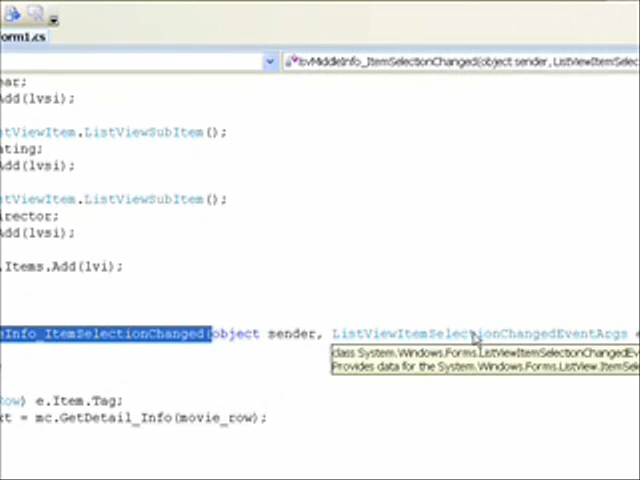 orm1.cs
lsvMiddleInfo_ItemSelectionChanged(object sender, ListViewItemSelec
ear;
Add(lvsi);
stViewItem.ListViewSubItem();
ating;
Add(lvsi);
stViewItem.ListViewSubItem();
irector;
Add(lvsi);
.Items.Add(lvi);
eInfo_ItemSelectionChanged(object sender, ListViewItemSelectionChangedEventArgs e
class System.Windows.Forms.ListViewItemSelectionChangedEv
Provides data for the System.Windows.Forms.ListView.ItemSele
Row) e.Item.Tag;
xt = mc.GetDetail_Info(movie_row);